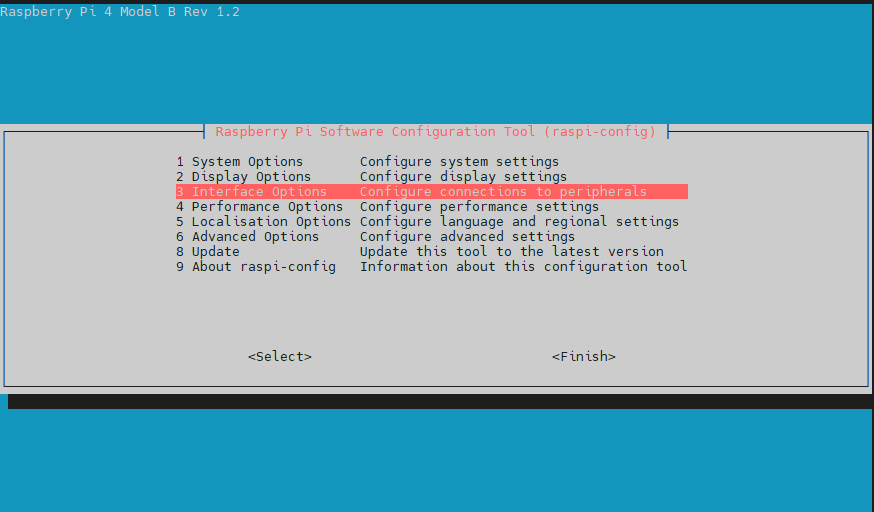 Raspberry Pi 4 Model B Rev 1.2
Raspberry Pi Software Configuration Tool (raspi-config)
1 System Options Configure system settings
2 Display Options Configure display settings
3 Interface Options Configure connections to peripherals
4 Performance Options Configure performance settings
5 Localisation Options Configure language and regional settings
6 Advanced Options Configure advanced settings
8 Update Update this tool to the latest version
9 About raspi-config Information about this configuration tool
<Select> <Finish>